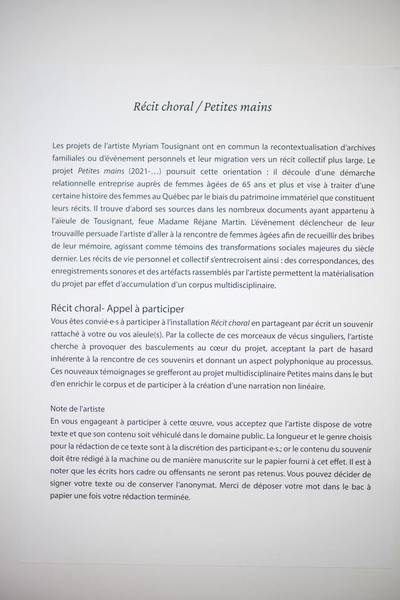 Récit choral / Petites mains
Les projets de l'artiste Myriam Tousignant ont en commun la recontextualisation d'archives
familiales ou d'évènement personnels et leur migration vers un récit collectif plus large. Le
projet Petites mains (2021-…) poursuit cette orientation : il découle d'une démarche
relationnelle entreprise auprès de femmes âgées de 65 ans et plus et vise à traiter d'une
certaine histoire des femmes au Québec par le biais du patrimoine immatériel que constituent
leurs récits. Il trouve d'abord ses sources dans les nombreux documents ayant appartenu à
l'aïeule de Tousignant, feue Madame Réjane Martin. L'évènement déclencheur de leur
trouvaille persuade l'artiste d'aller à la rencontre de femmes âgées afin de recueillir des bribes
de leur mémoire, agissant comme témoins des transformations sociales majeures du siècle
dernier. Les récits de vie personnel et collectif s'entrecroisent ainsi : des correspondances, des
enregistrements sonores et des artéfacts rassemblés par l'artiste permettent la matérialisation
du projet par effet d'accumulation d'un corpus multidisciplinaire.
Récit choral- Appel à participer
Vous êtes convié·e·s à participer à l'installation Récit choral en partageant par écrit un souvenir
rattaché à votre ou vos aïeule(s). Par la collecte de ces morceaux de vécus singuliers, l'artiste
cherche à provoquer des basculements au cœur du projet, acceptant la part de hasard
inhérente à la rencontre de ces souvenirs et donnant un aspect polyphonique au processus.
Ces nouveaux témoignages se grefferont au projet multidisciplinaire Petites mains dans le but
d'en enrichir le corpus et de participer à la création d'une narration non linéaire.
Note de l'artiste
En vous engageant à participer à cette œuvre, vous acceptez que l'artiste dispose de votre
texte et que son contenu soit véhiculé dans le domaine public. La longueur et le genre choisis
pour la rédaction de ce texte sont à la discrétion des participant·e·s,; or le contenu du souvenir
doit être rédigé à la machine ou de manière manuscrite sur le papier fourni à cet effet. Il est à
noter que les écrits hors cadre ou offensants ne seront pas retenus. Vous pouvez décider de
signer votre texte ou de conserver l'anonymat. Merci de déposer votre mot dans le bac à
papier une fois votre rédaction terminée.